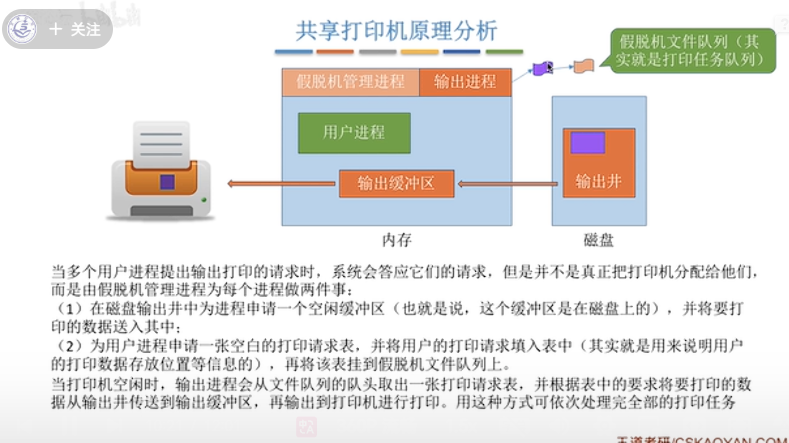 + 关注
共享打印机原理分析
假脱机文件队列（其
实就是打印任务队列）
假脱机管理进程
输出进程
用户进程
输出缓冲区
输出井
内存
磁盘
当多个用户进程提出输出打印的请求时，系统会答应它们的请求，但是并不是真正把打印机分配给他们，
而是由假脱机管理进程为每个进程做两件事：
（1）在磁盘输出井中为进程申请一个空闲缓冲区（也就是说，这个缓冲区是在磁盘上的），并将要打
印的数据送入其中；
（2）为用户进程申请一张空白的打印请求表，并将用户的打印请求填入表中（其实就是用来说明用户
的打印数据存放位置等信息的），再将该表挂到假脱机文件队列上。
当打印机空闲时，输出进程会从文件队列的队头取出一张打印请求表，并根据表中的要求将要打印的数
据从输出井传送到输出缓冲区，再输出到打印机进行打印。用这种方式可依次处理完全部的打印任务
王道考研/CSKAOYAN.COM